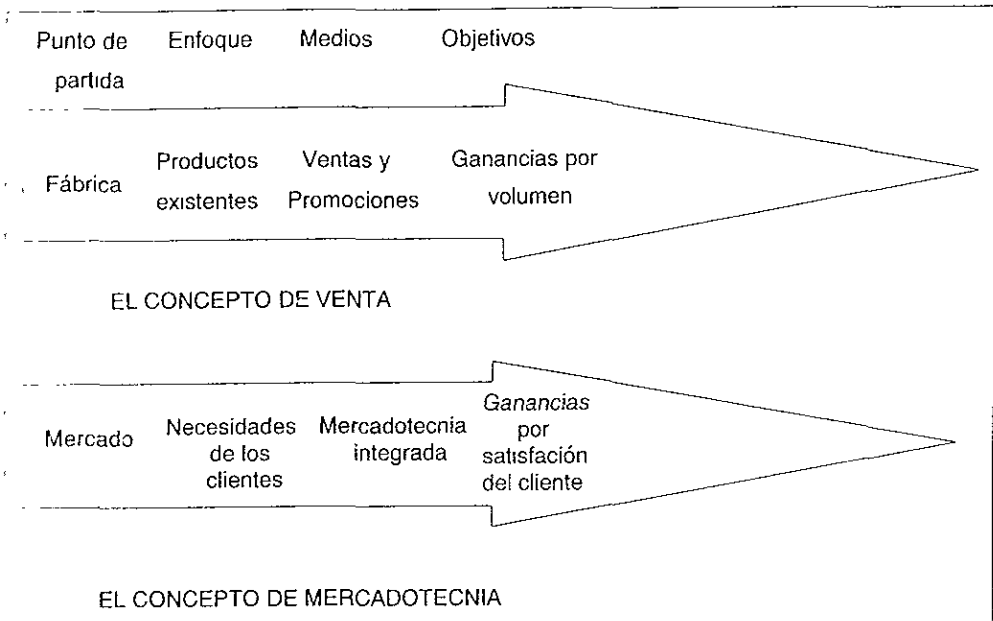 Punto de Enfoque Medios Objetivos
partida
Productos Ventas y Ganancias por
Fábrica
existentes Promociones volumen
EL CONCEPTO DE VENTA
Ganancias
Necesidades Mercadotecnia por
Mercado
de los integrada satisfación
clientes del cliente
EL CONCEPTO DE MERCADOTECNIA